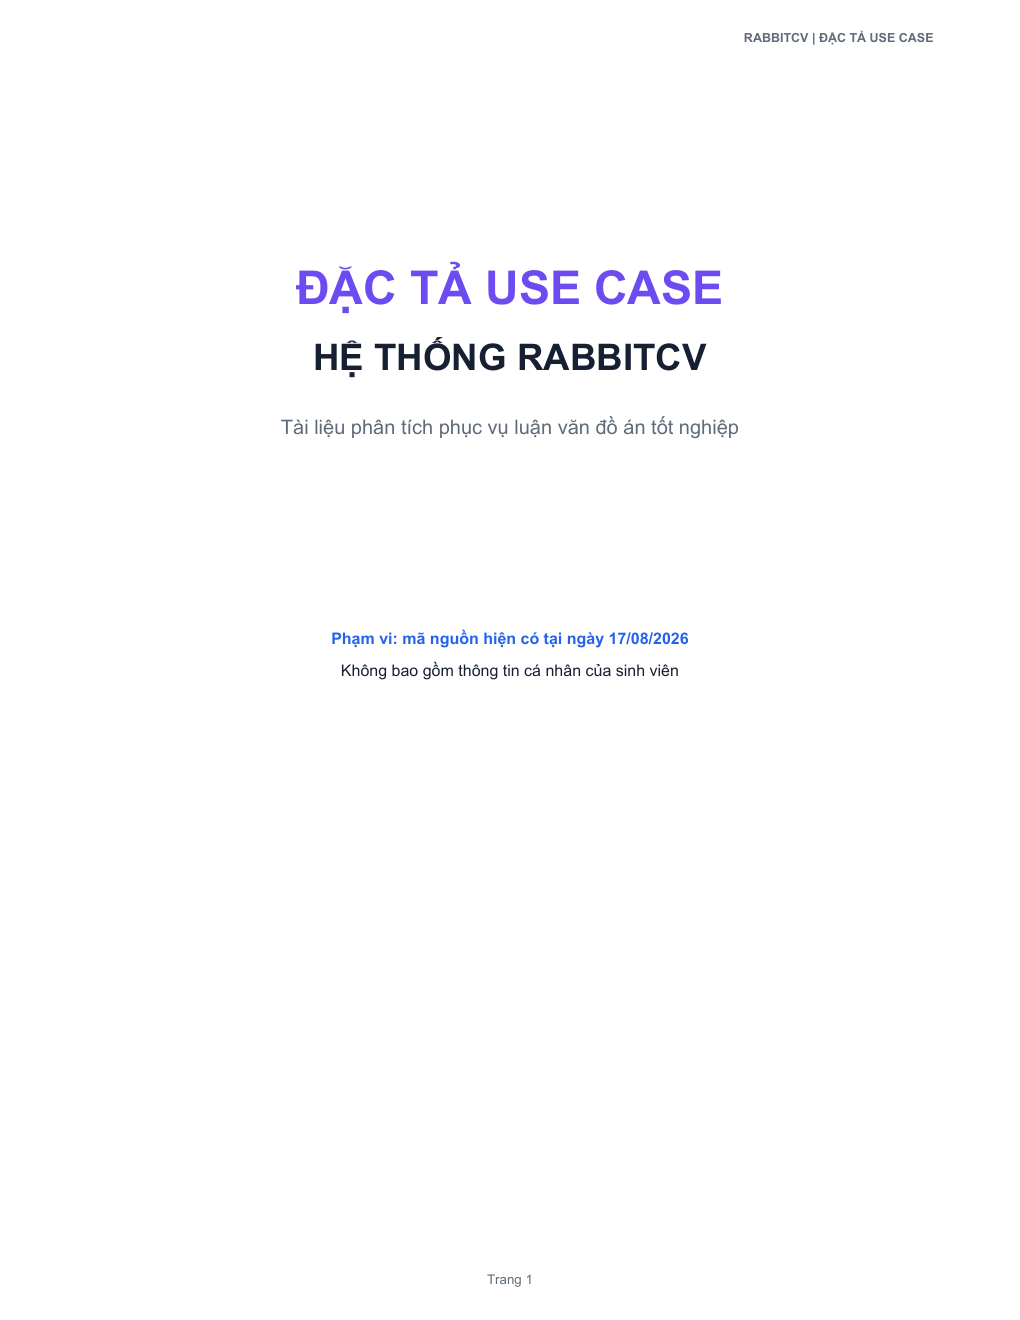 RABBITCV | ĐẶC TẢ USE CASE
ĐẶC TẢ USE CASE
HỆ THỐNG RABBITCV
Tài liệu phân tích phục vụ luận văn đồ án tốt nghiệp
Phạm vi: mã nguồn hiện có tại ngày 17/08/2026
Không bao gồm thông tin cá nhân của sinh viên
Trang 1